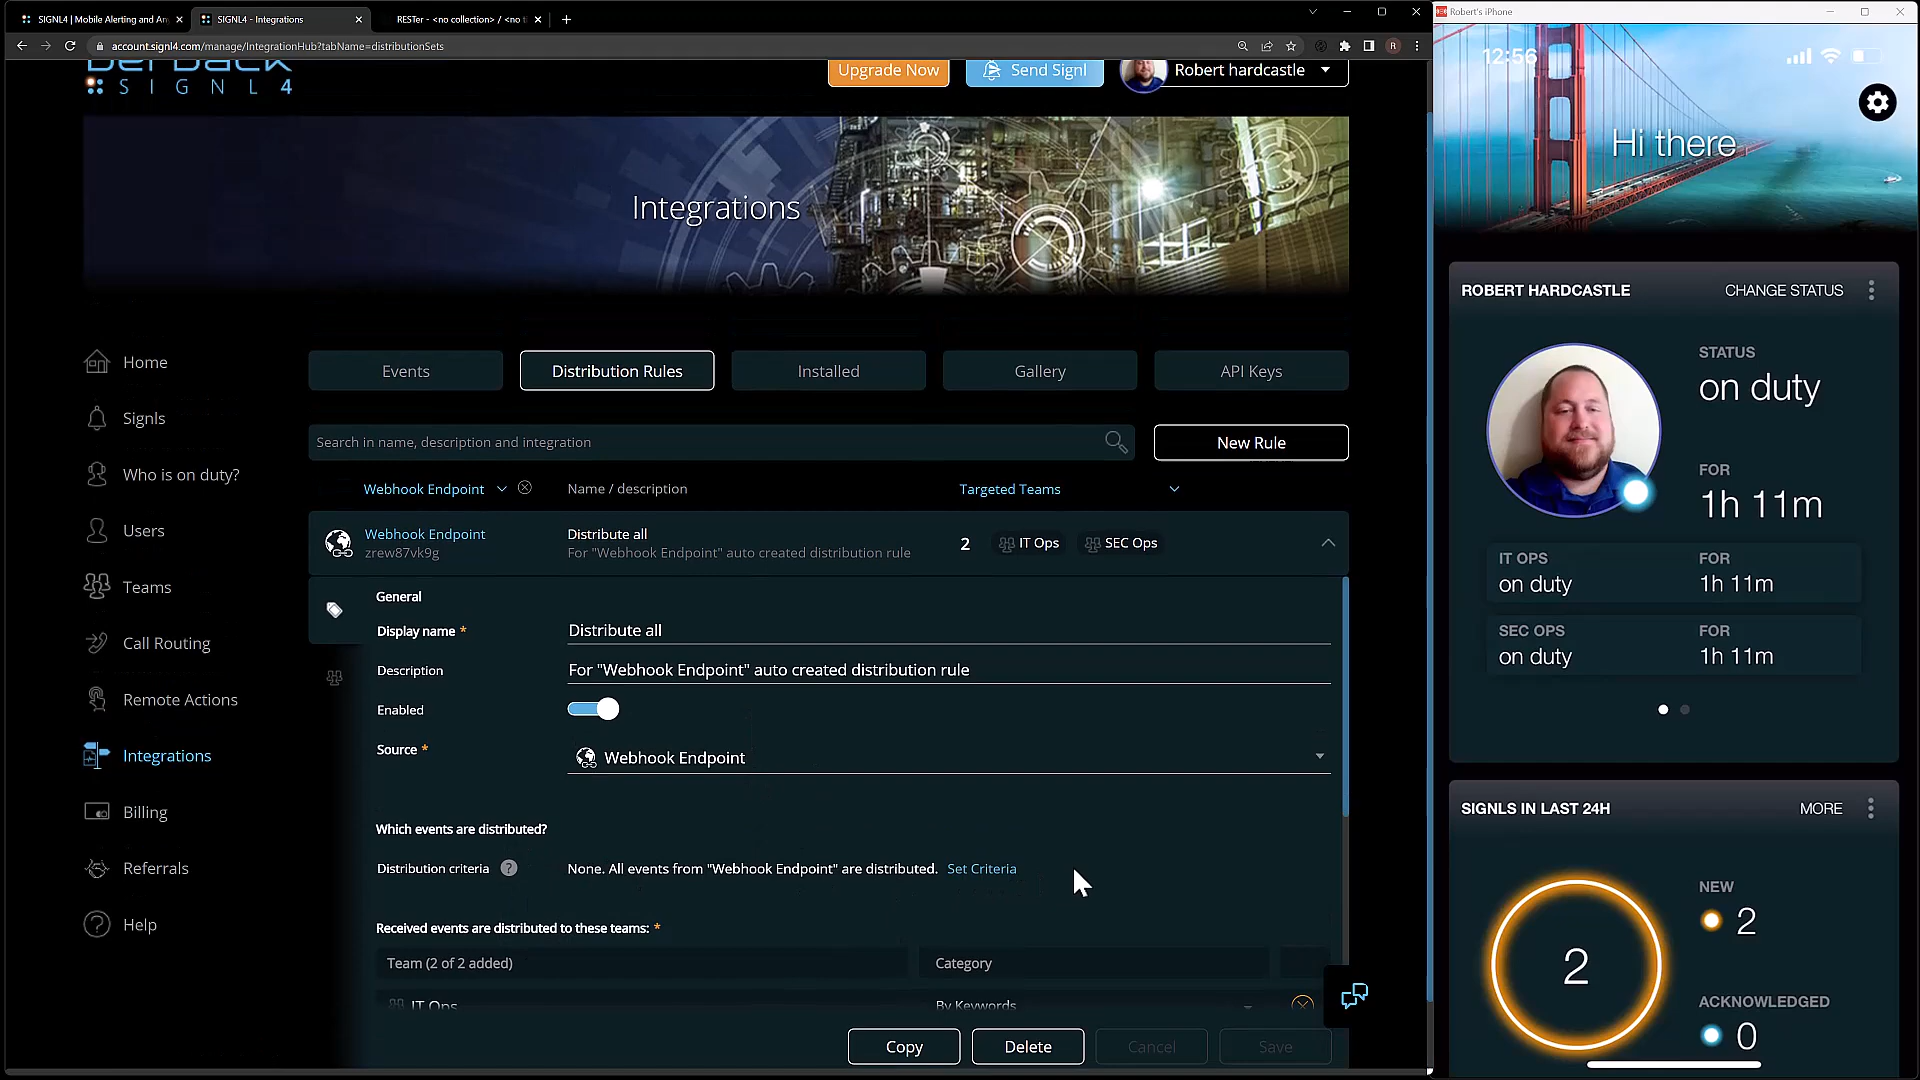 SIGNL4 | Mobile Alerting and An
SIGNL4 - Integrations
RESTer - <no collection> / <no t
account.signl4.com/manage/IntegrationHub?tabName=distributionSets
R
derdack
SIGNL4
Upgrade Now
Send Signl
Robert hardcastle
Integrations
Home
Signls
Who is on duty?
Users
Teams
Call Routing
Remote Actions
Integrations
Billing
Referrals
Help
Events
Distribution Rules
Installed
Gallery
API Keys
Search in name, description and integration
New Rule
Webhook Endpoint
Name / description
Targeted Teams
Webhook Endpoint
zrew87vk9g
Distribute all
For "Webhook Endpoint" auto created distribution rule
2
IT Ops
SEC Ops
General
Display name *
Distribute all
Description
For "Webhook Endpoint" auto created distribution rule
Enabled
Source *
Webhook Endpoint
Which events are distributed?
Distribution criteria ?
None. All events from "Webhook Endpoint" are distributed. Set Criteria
Received events are distributed to these teams: *
Team (2 of 2 added)
Category
IT Ops
By Keywords
Copy
Delete
Cancel
Save
Robert's iPhone
12:56
Hi there
ROBERT HARDCASTLE
CHANGE STATUS
STATUS
on duty
FOR
1h 11m
IT OPS
on duty
FOR
1h 11m
SEC OPS
on duty
FOR
1h 11m
SIGNLS IN LAST 24H
MORE
2
NEW
2
ACKNOWLEDGED
0